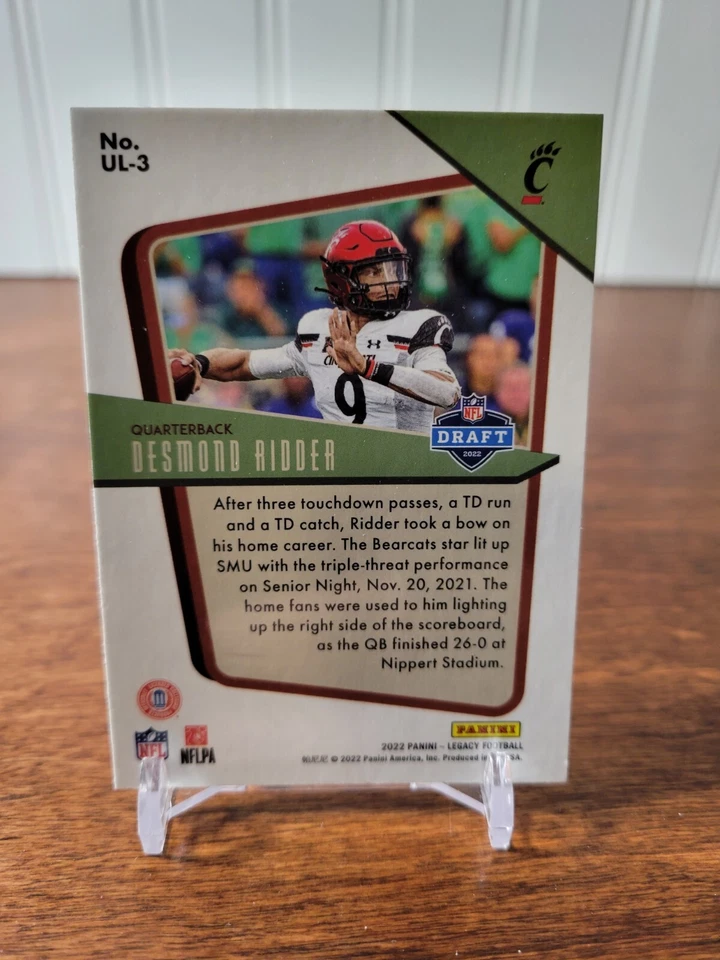 No.
UL-3
C
CINCINNATI
9
NFL
DRAFT
2022
QUARTERBACK
DESMOND RIDDER
After three touchdown passes, a TD run
and a TD catch, Ridder took a bow on
his home career. The Bearcats star lit up
SMU with the triple-threat performance
on Senior Night, Nov. 20, 2021. The
home fans were used to him lighting
up the right side of the scoreboard,
as the QB finished 26-0 at
Nippert Stadium.
PANINI
2022 PANINI – LEGACY FOOTBALL
© 2022 Panini America, Inc. Produced in
NFL
NFLPA